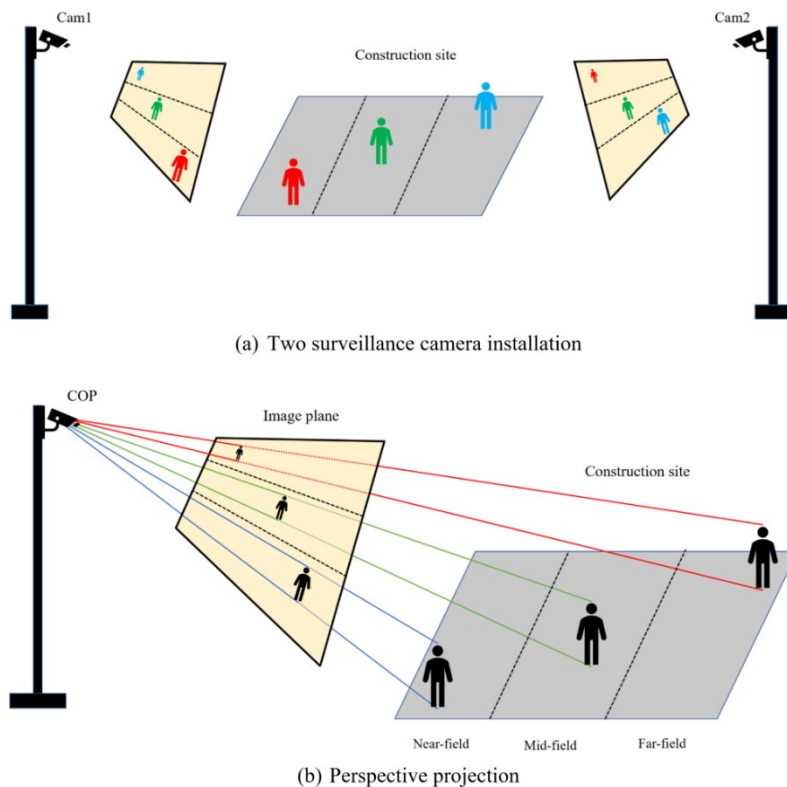 Cam1
Cam2
Construction site
(a) Two surveillance camera installation
COP
Image plane
Construction site
Near-field
Mid-field
Far-field
(b) Perspective projection